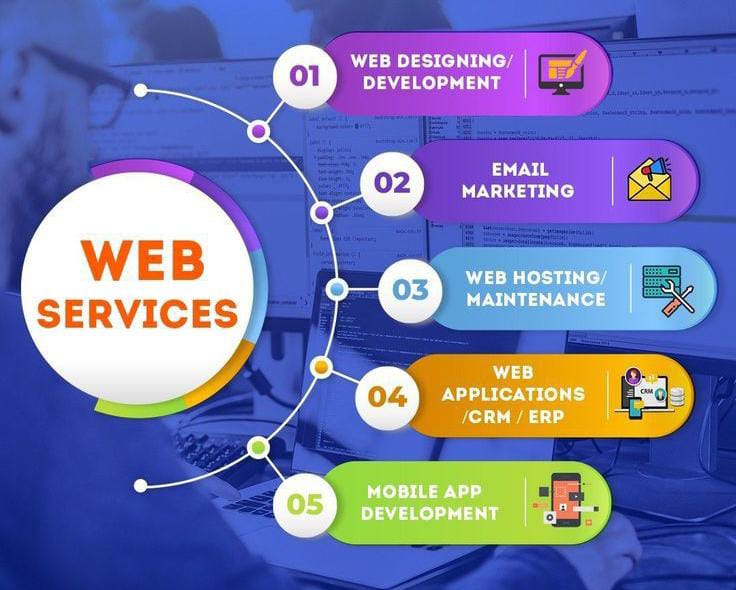 WEB
SERVICES
01
WEB DESIGNING/
DEVELOPMENT
02
EMAIL
MARKETING
03
WEB HOSTING/
MAINTENANCE
04
WEB
APPLICATIONS
/CRM / ERP
CRM
05
MOBILE APP
DEVELOPMENT